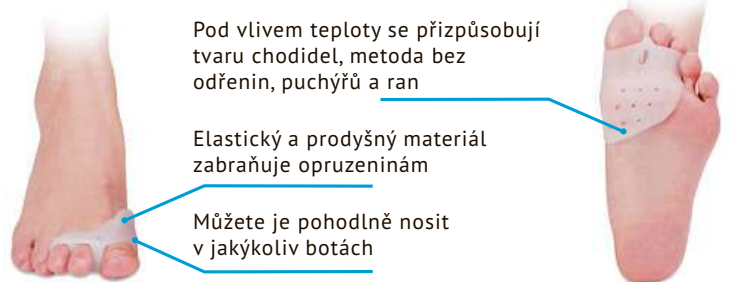 Pod vlivem teploty se přizpůsobují
tvaru chodidel, metoda bez
odřenin, puchýřů a ran
Elastický a prodyšný materiál
zabraňuje opruzeninám
Můžete je pohodlně nosit
v jakýkoliv botách